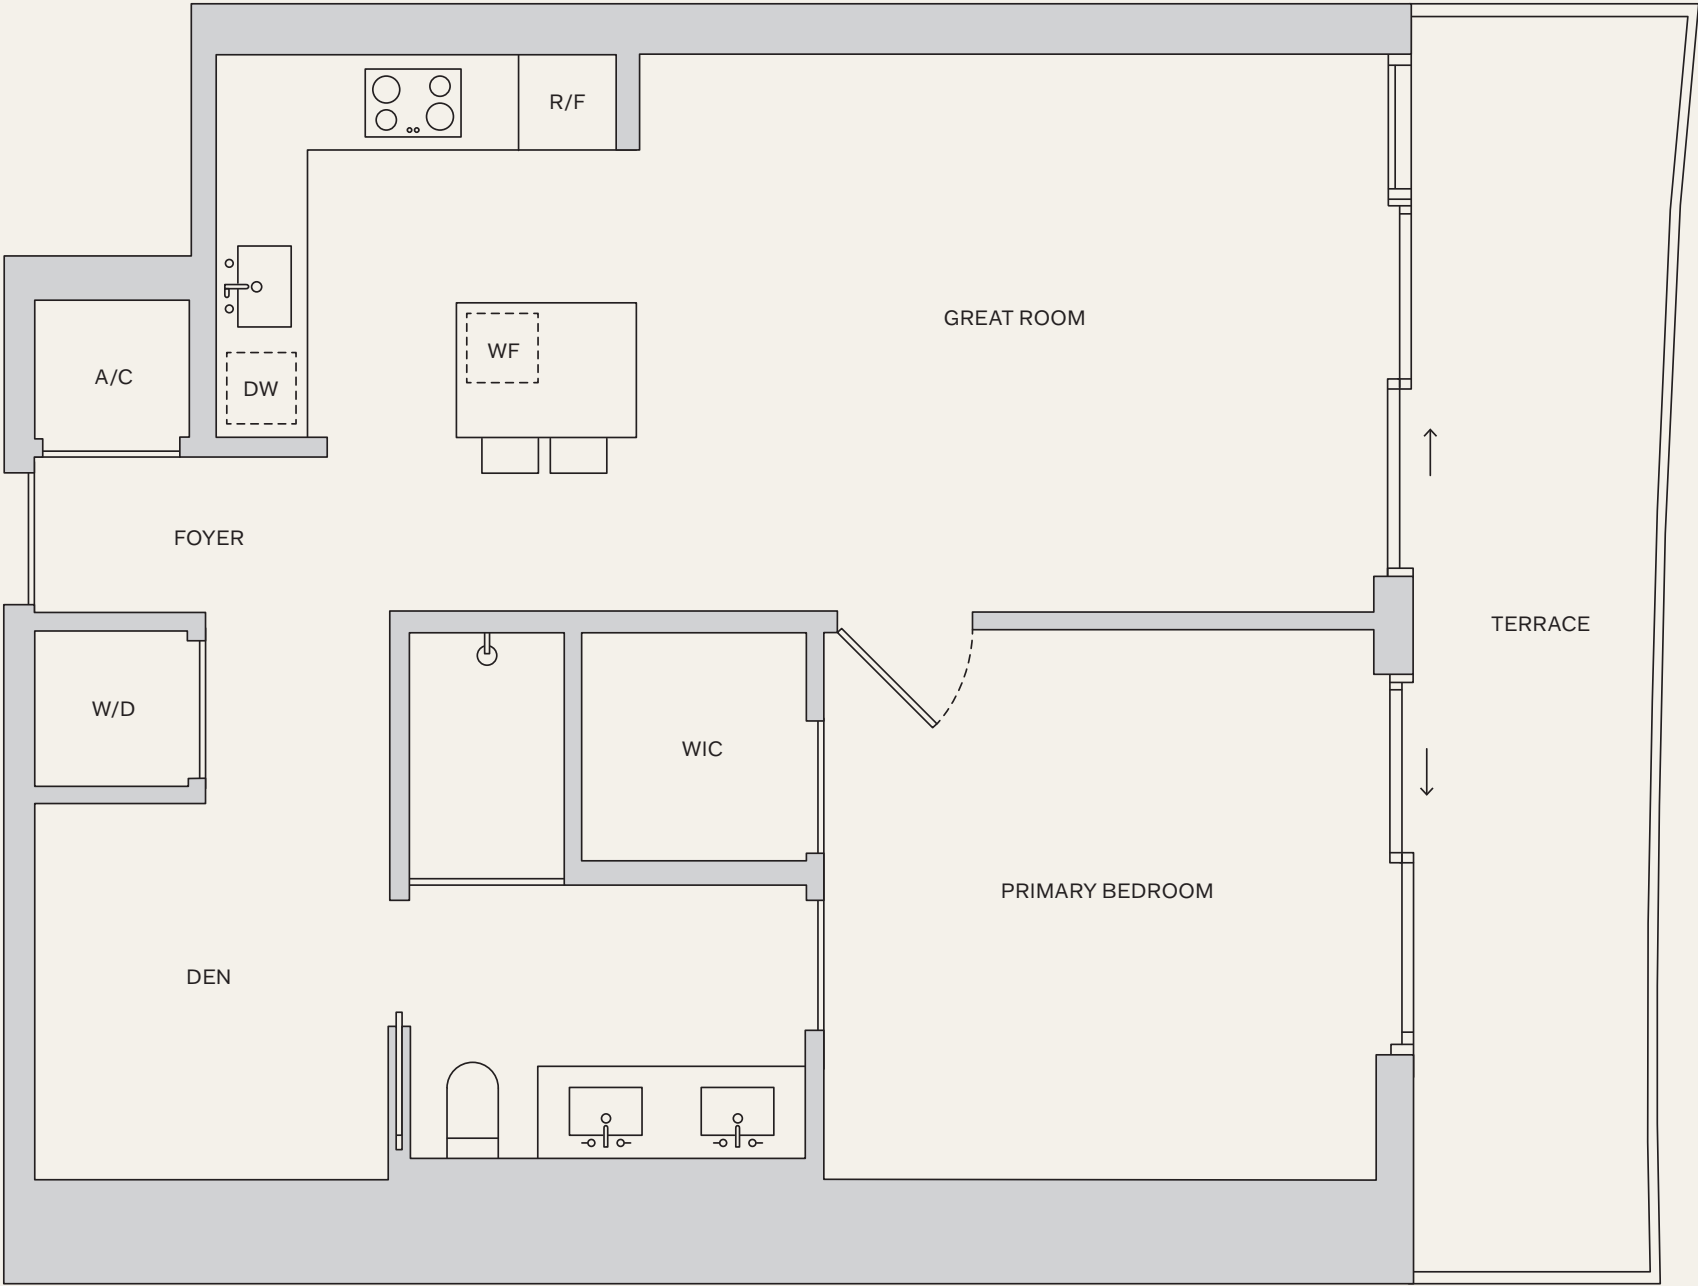 R/F
GREAT ROOM
WF
A/C
DW
FOYER
TERRACE
W/D
WIC
PRIMARY BEDROOM
DEN